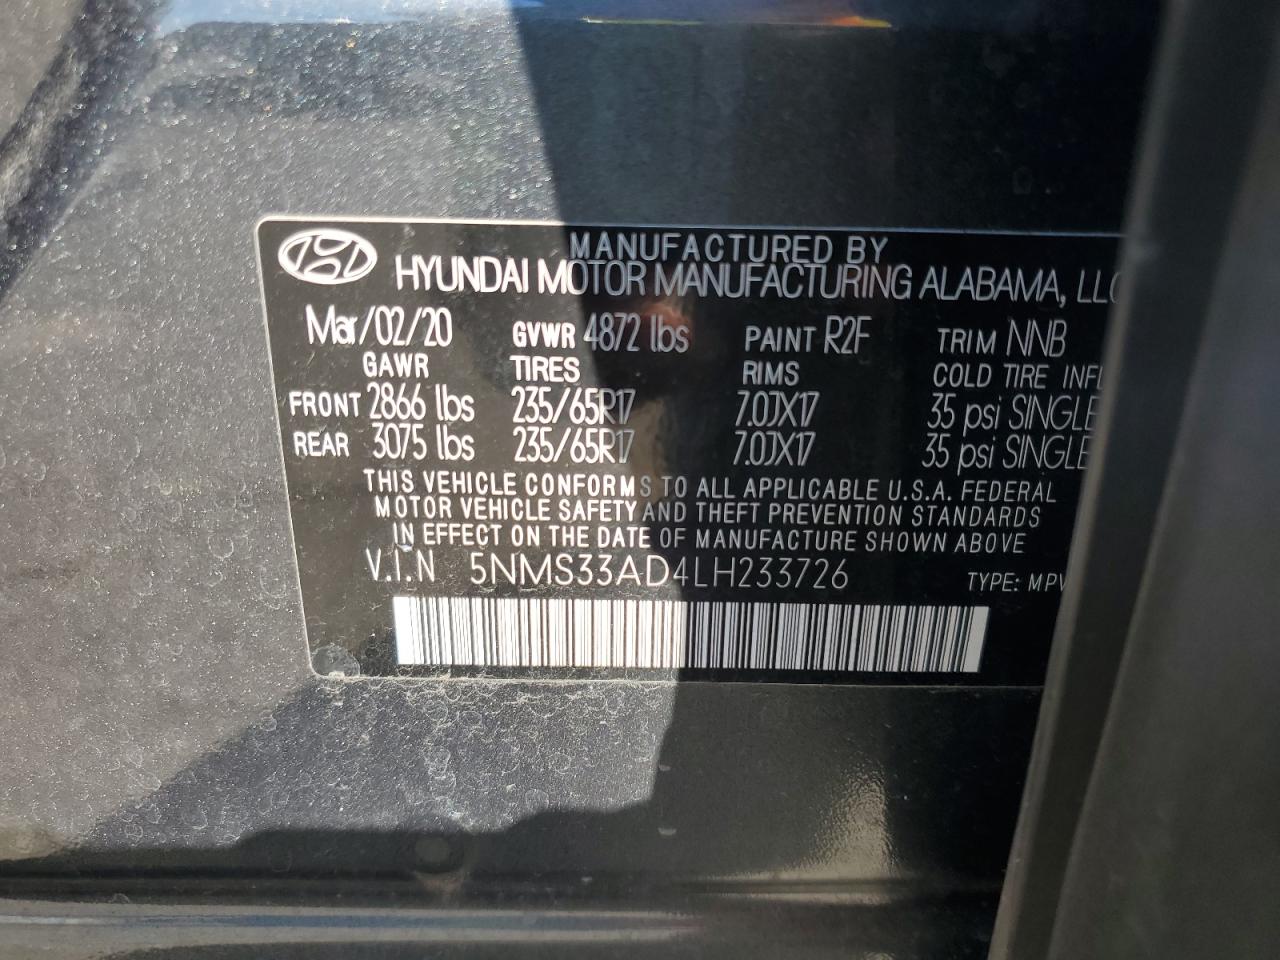 MANUFACTURED BY
HYUNDAI MOTOR MANUFACTURING ALABAMA, LLC
Mar/02/20 GVWR 4872 lbs PAINT R2F TRIM NNB
GAWR TIRES RIMS COLD TIRE INFL
FRONT 2866 lbs 235/65R17 7.0JX17 35 psi SINGLE
REAR 3075 lbs 235/65R17 7.0JX17 35 psi SINGLE
THIS VEHICLE CONFORMS TO ALL APPLICABLE U.S.A. FEDERAL
MOTOR VEHICLE SAFETY AND THEFT PREVENTION STANDARDS
IN EFFECT ON THE DATE OF MANUFACTURE SHOWN ABOVE
V.I.N 5NMS33AD4LH233726 TYPE: MPV